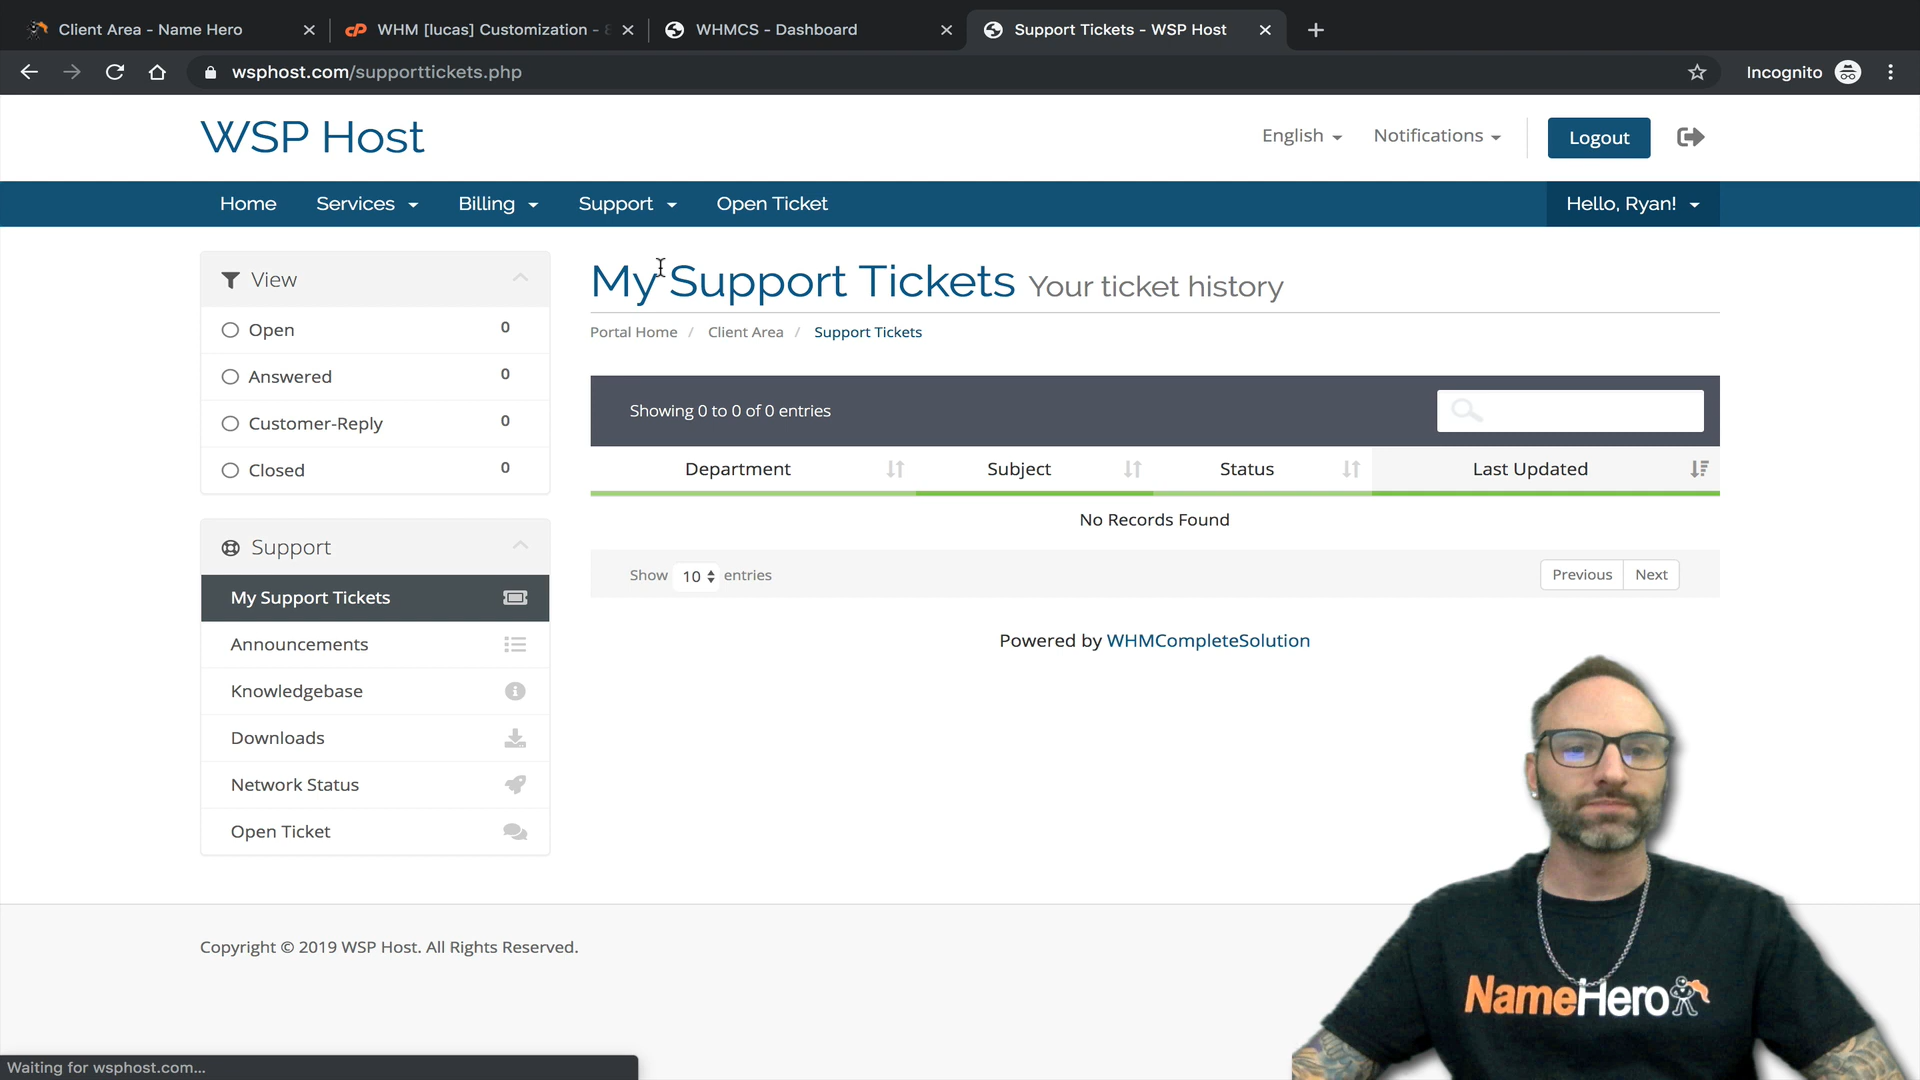 Client Area - Name Hero
WHM [lucas] Customization - 8
WHMCS - Dashboard
Support Tickets - WSP Host
wsphost.com/supporttickets.php
Incognito
WSP Host
English
Notifications
Logout
Home
Services
Billing
Support
Open Ticket
Hello, Ryan!
View
Open 0
Answered 0
Customer-Reply 0
Closed 0
Support
My Support Tickets
Announcements
Knowledgebase
Downloads
Network Status
Open Ticket
My Support Tickets Your ticket history
Portal Home / Client Area / Support Tickets
Showing 0 to 0 of 0 entries
Department Subject Status Last Updated
No Records Found
Show 10 entries
Previous Next
Powered by WHMCompleteSolution
Copyright © 2019 WSP Host. All Rights Reserved.
NameHero
Waiting for wsphost.com...